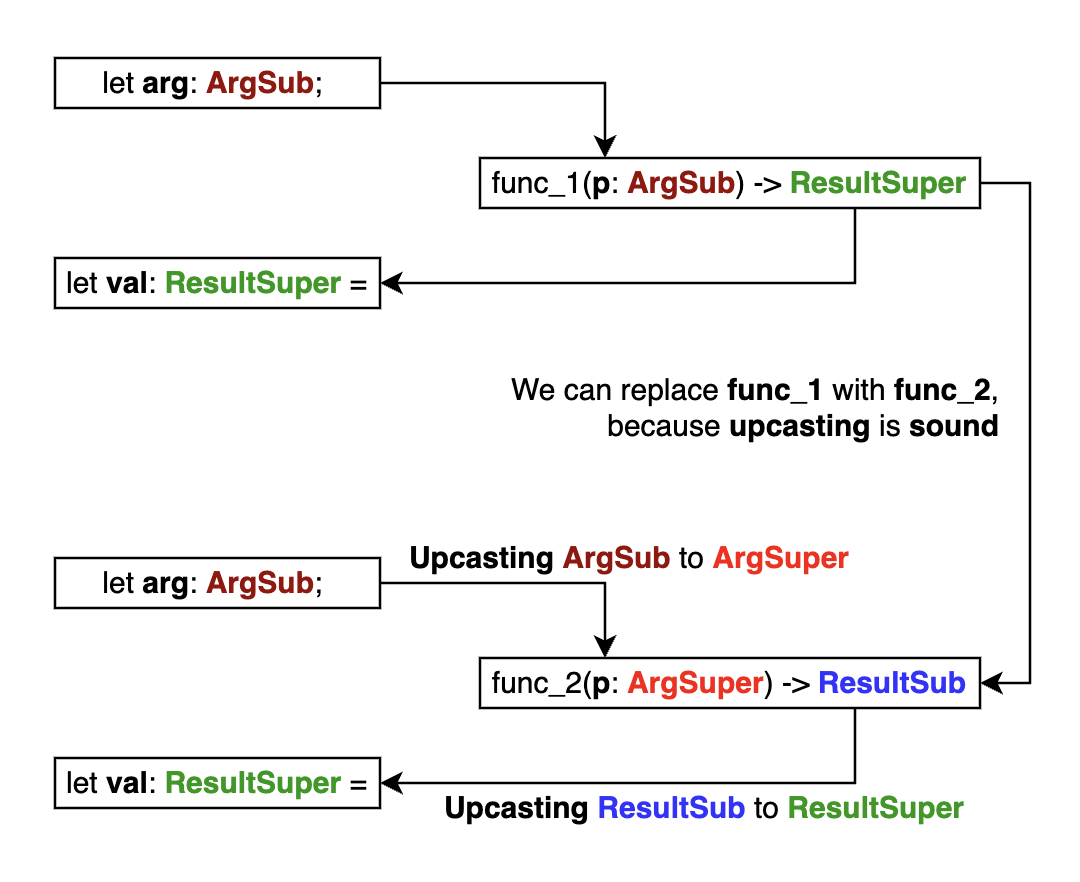 let arg: ArgSub;
func_1(p: ArgSub) -> ResultSuper
let val: ResultSuper =
We can replace func_1 with func_2,
because upcasting is sound
Upcasting ArgSub to ArgSuper
let arg: ArgSub;
func_2(p: ArgSuper) -> ResultSub
let val: ResultSuper =
Upcasting ResultSub to ResultSuper